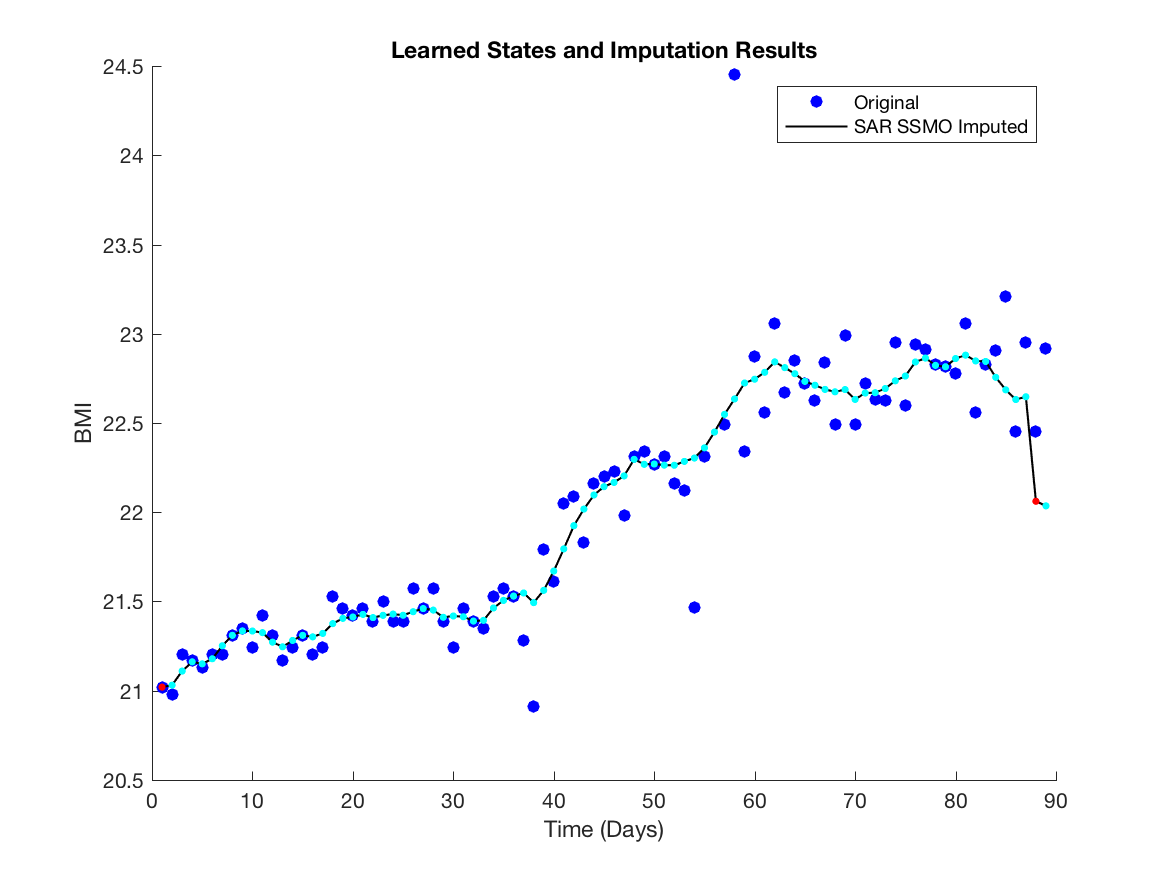 Learned States and Imputation Results
24.5
24
23.5
23
22.5
22
21.5
21
20.5
BMI
Original
SAR SSMO Imputed
0 10 20 30 40 50 60 70 80 90
Time (Days)